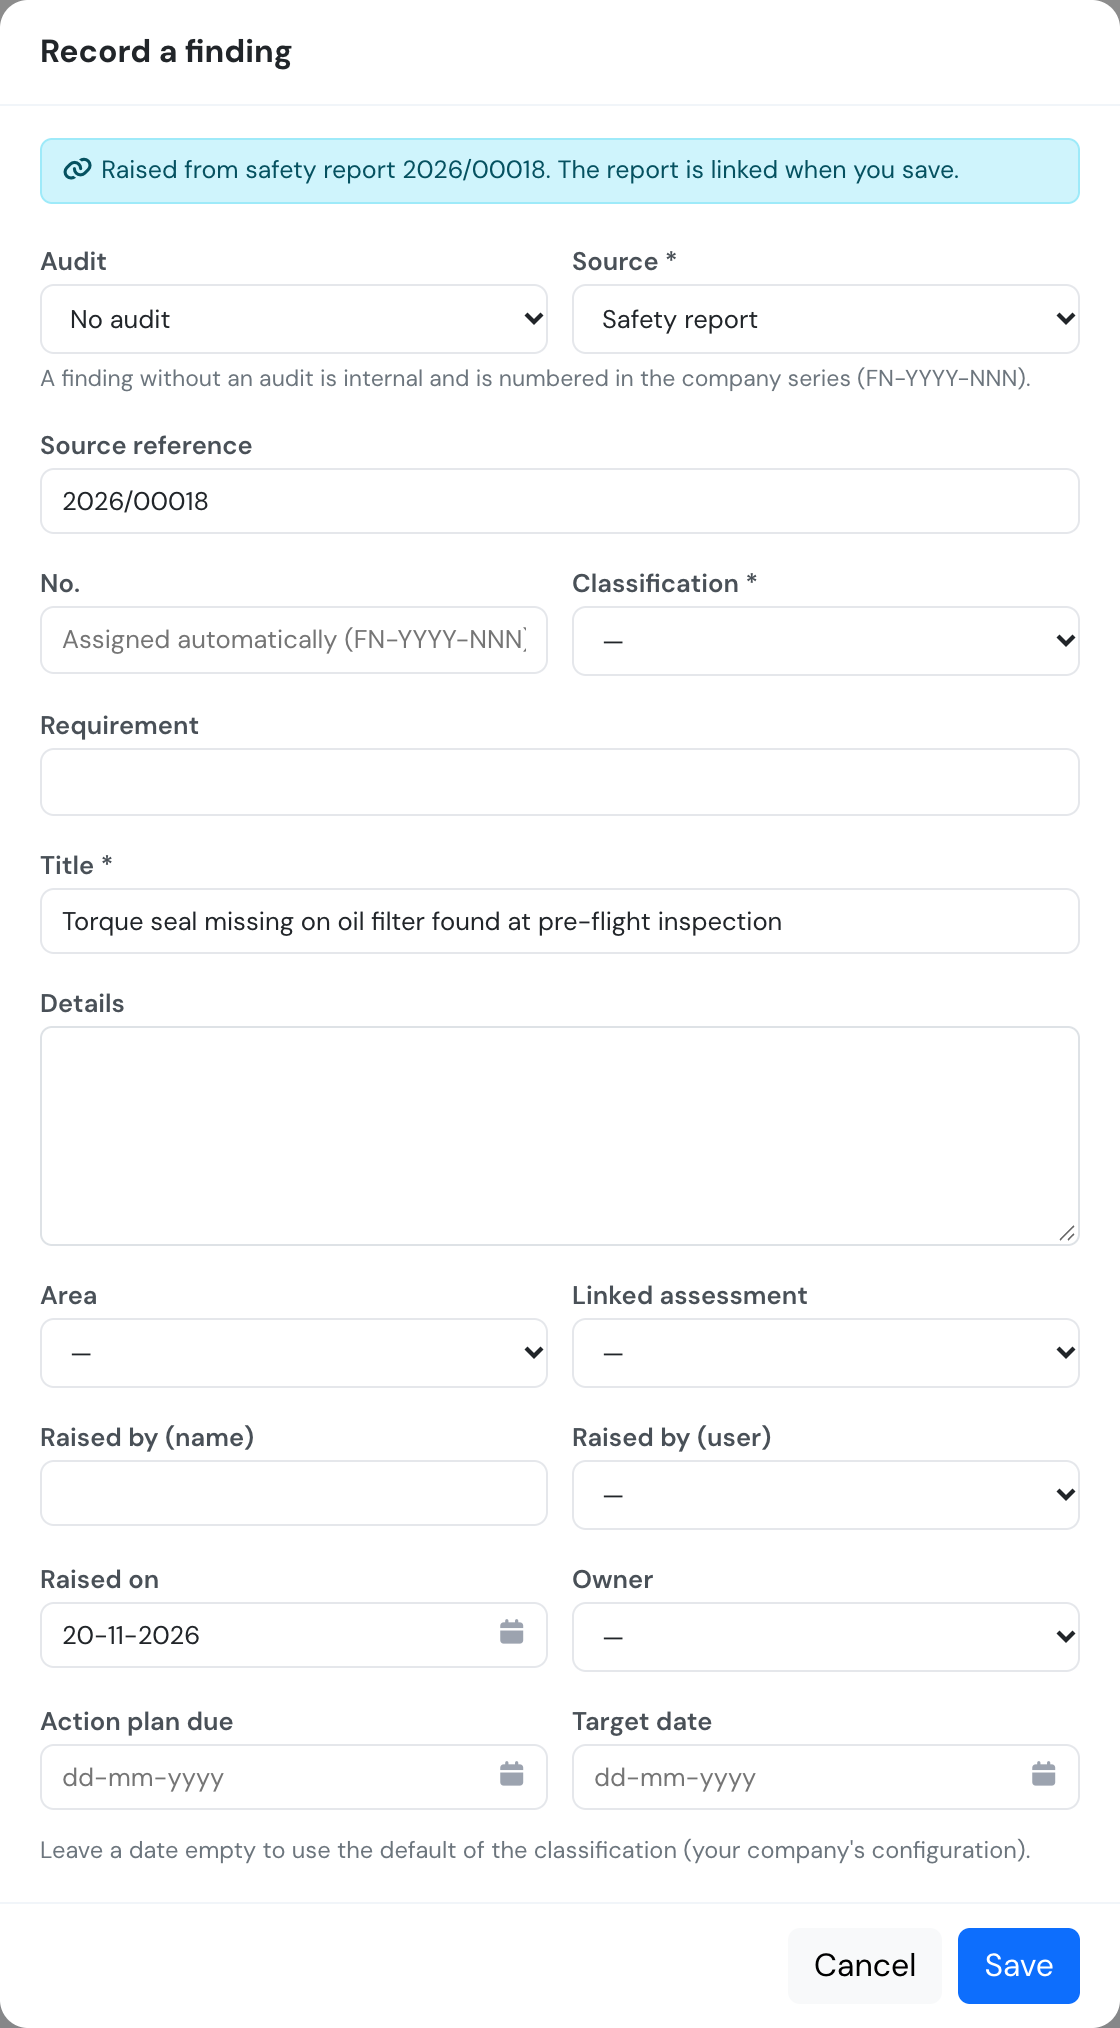 Record a finding
Raised from safety report 2026/00018. The report is linked when you save.
Audit
Source *
No audit
Safety report
A finding without an audit is internal and is numbered in the company series (FN-YYYY-NNN).
Source reference
2026/00018
No.
Classification *
Assigned automatically (FN-YYYY-NNN)
—
Requirement
Title *
Torque seal missing on oil filter found at pre-flight inspection
Details
Area
Linked assessment
—
—
Raised by (name)
Raised by (user)
—
Raised on
Owner
20-11-2026
—
Action plan due
Target date
dd-mm-yyyy
dd-mm-yyyy
Leave a date empty to use the default of the classification (your company's configuration).
Cancel
Save